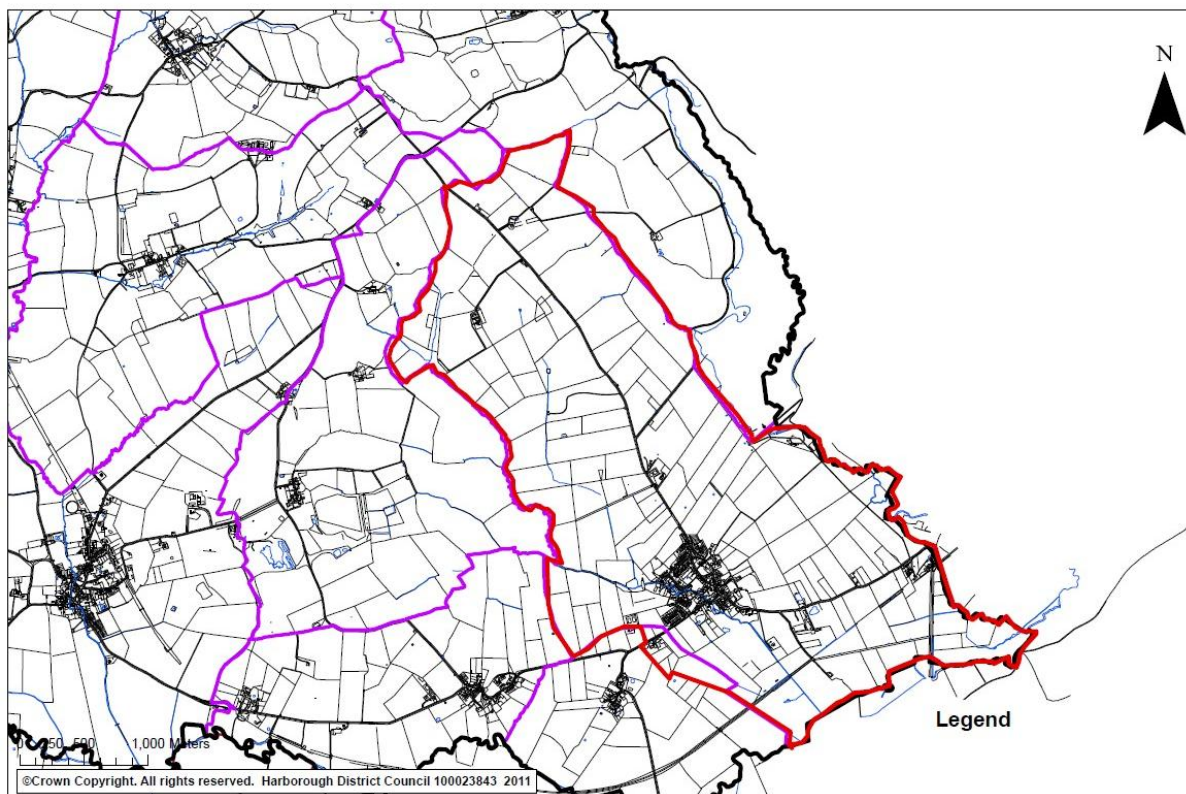 N
Legend
1,000 Meters
©Crown Copyright. All rights reserved. Harborough District Council 100023843 2011